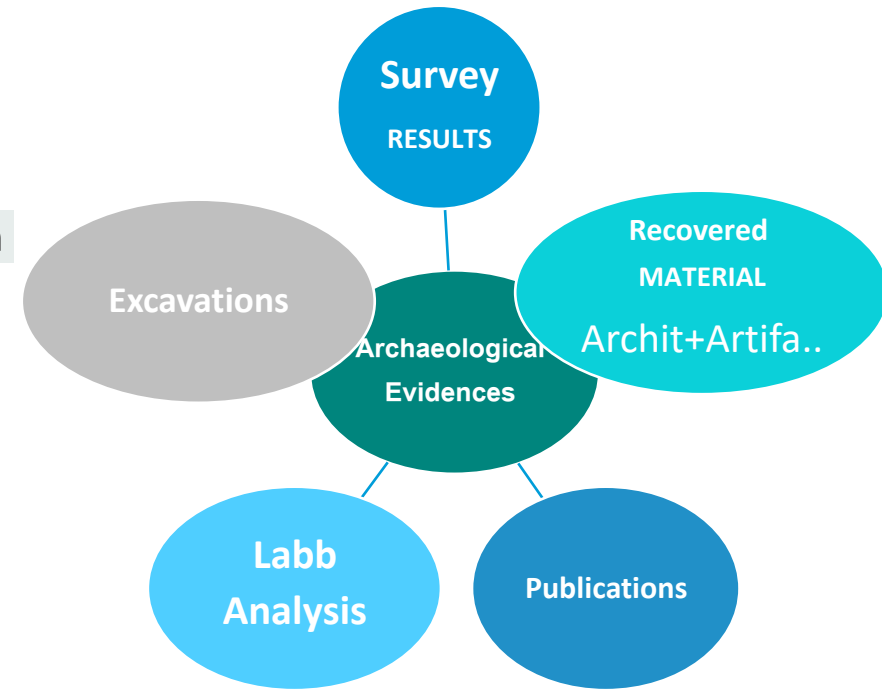 Survey
RESULTS
Recovered
MATERIAL
Archit+Artifa..
Excavations
Archaeological
Evidences
Labb
Analysis
Publications